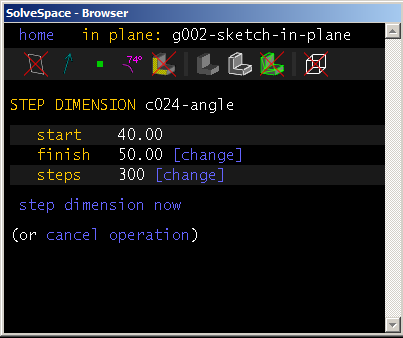 SolveSpace - Browser
home in plane: g002-sketch-in-plane
74°
STEP DIMENSION c024-angle
start 40.00
finish 50.00 [change]
steps 300 [change]
step dimension now
(or cancel operation)